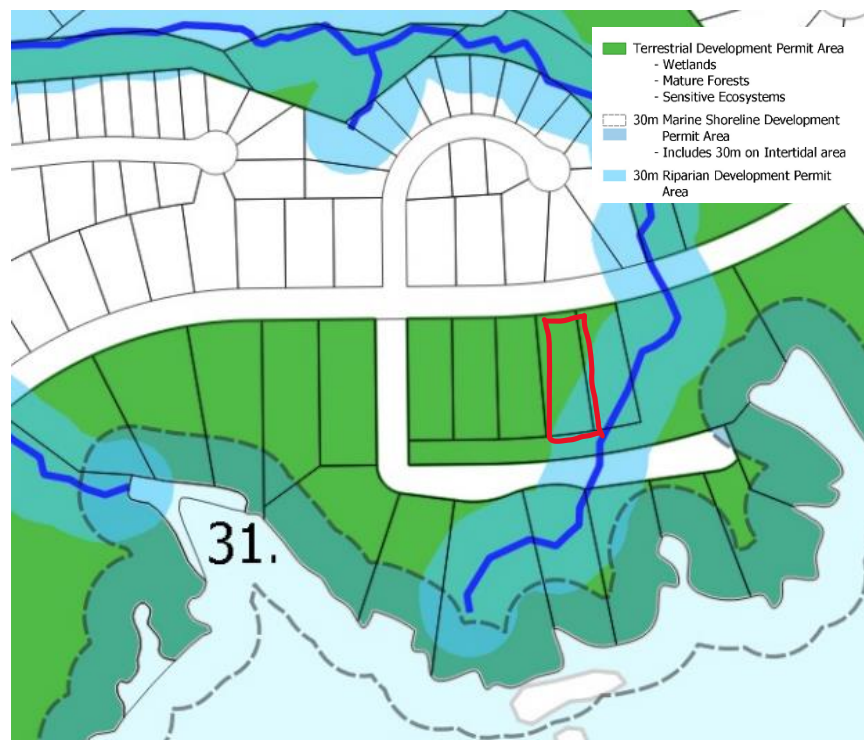 Terrestrial Development Permit Area
- Wetlands
- Mature Forests
- Sensitive Ecosystems
30m Marine Shoreline Development
Permit Area
- Includes 30m on Intertidal area
30m Riparian Development Permit
Area
31.